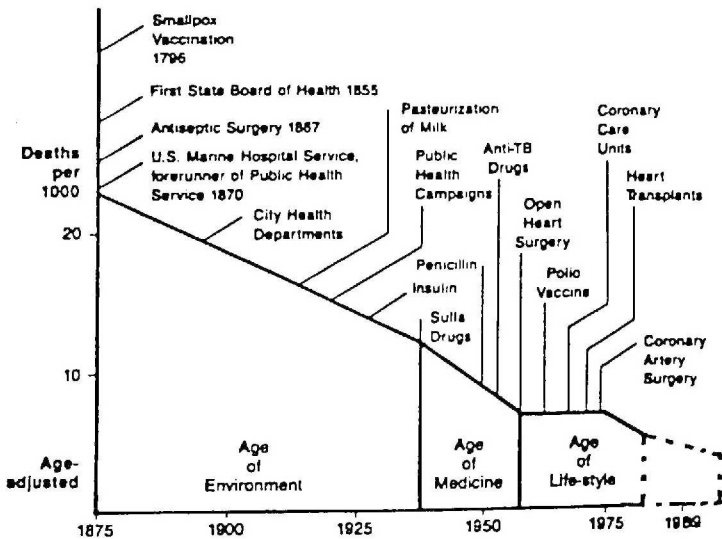 Smallpox
Vaccination
1796
First State Board of Health 1855
Antiseptic Surgery 1867
Deaths
per
1000
U.S. Marine Hospital Service,
forerunner of Public Health
Service 1870
City Health
Departments
Pasteurization
of Milk
Public
Health
Campaigns
Insulin
Penicillin
Sulfa
Drugs
Anti-TB
Drugs
Open
Heart
Surgery
Polio
Vaccine
Coronary
Care
Units
Heart
Transplants
Coronary
Artery
Surgery
20
10
Age-
adjusted
Age
of
Environment
Age
of
Medicine
Age
of
Life-style
1875
1900
1925
1950
1975
1989